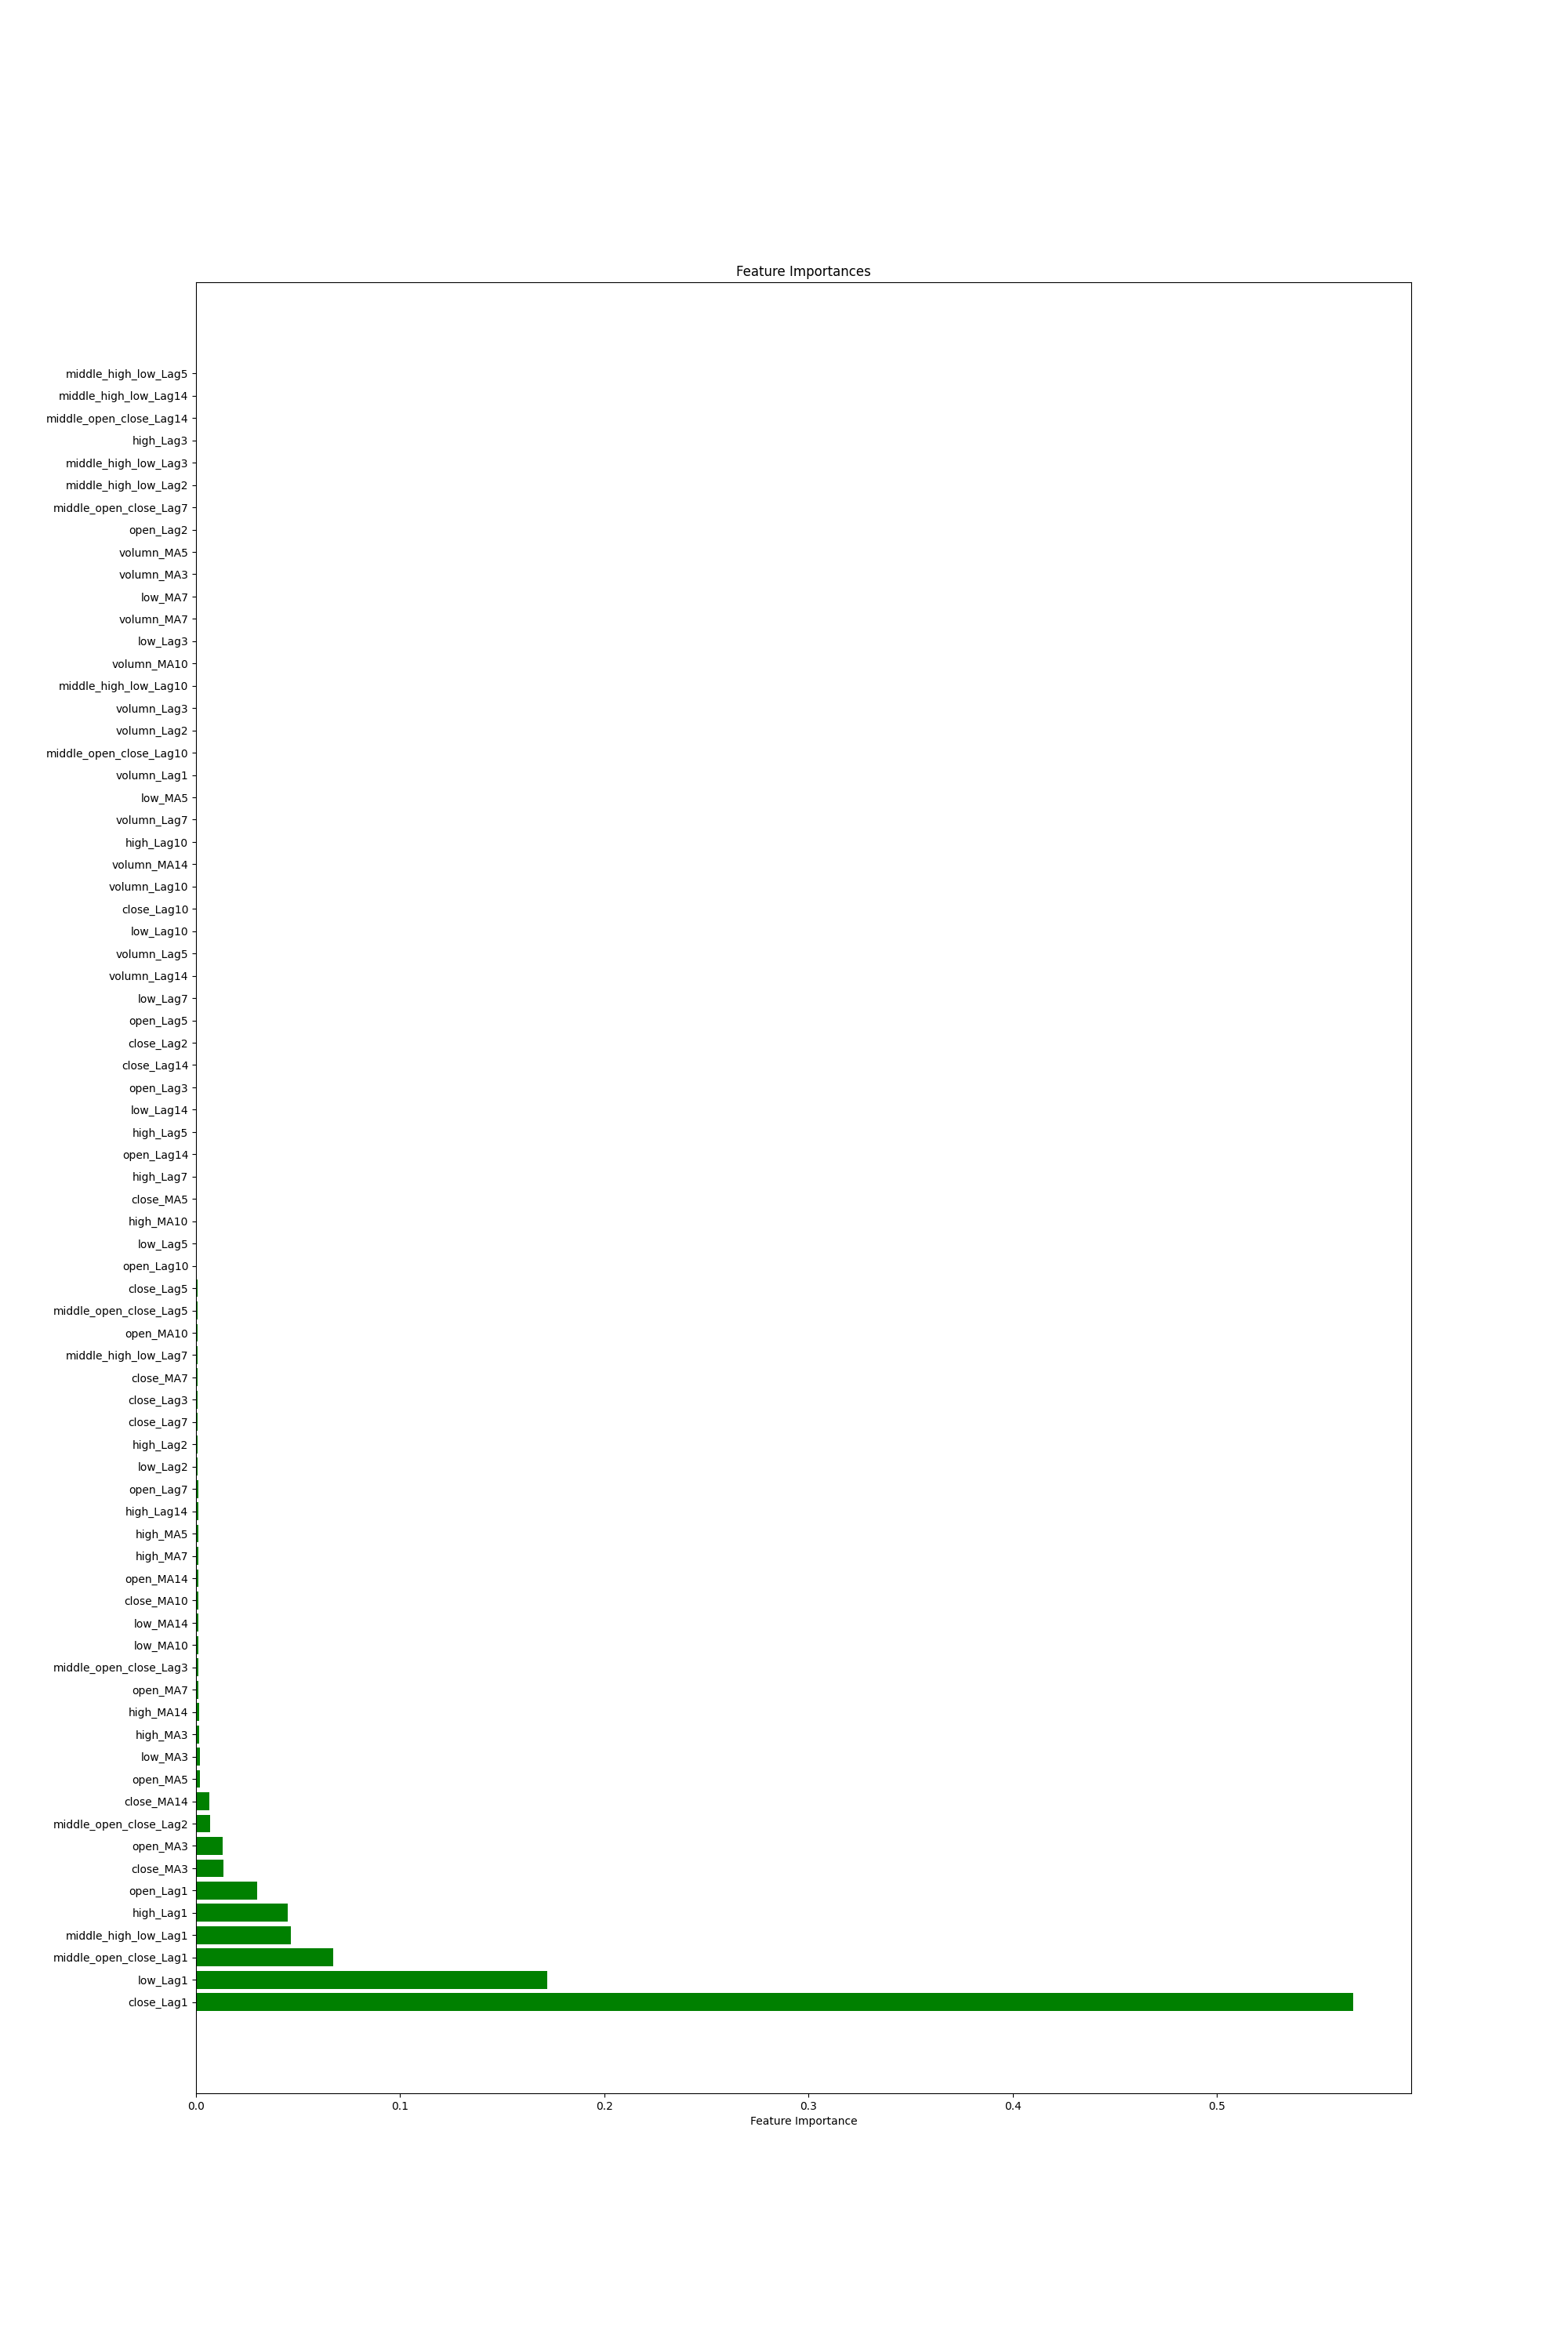 Feature Importances
middle_high_low_Lag5
middle_high_low_Lag14
middle_open_close_Lag14
high_Lag3
middle_high_low_Lag3
middle_high_low_Lag2
middle_open_close_Lag7
open_Lag2
volumn_MA5
volumn_MA3
low_MA7
volumn_MA7
low_Lag3
volumn_MA10
middle_high_low_Lag10
volumn_Lag3
volumn_Lag2
middle_open_close_Lag10
volumn_Lag1
low_MA5
volumn_Lag7
high_Lag10
volumn_MA14
volumn_Lag10
close_Lag10
low_Lag10
volumn_Lag5
volumn_Lag14
low_Lag7
open_Lag5
close_Lag2
close_Lag14
open_Lag3
low_Lag14
high_Lag5
open_Lag14
high_Lag7
close_MA5
high_MA10
low_Lag5
open_Lag10
close_Lag5
middle_open_close_Lag5
open_MA10
middle_high_low_Lag7
close_MA7
close_Lag3
close_Lag7
high_Lag2
low_Lag2
open_Lag7
high_Lag14
high_MA5
high_MA7
open_MA14
close_MA10
low_MA14
low_MA10
middle_open_close_Lag3
open_MA7
high_MA14
high_MA3
low_MA3
open_MA5
close_MA14
middle_open_close_Lag2
open_MA3
close_MA3
open_Lag1
high_Lag1
middle_high_low_Lag1
middle_open_close_Lag1
low_Lag1
close_Lag1
0.0 0.1 0.2 0.3 0.4 0.5
Feature Importance